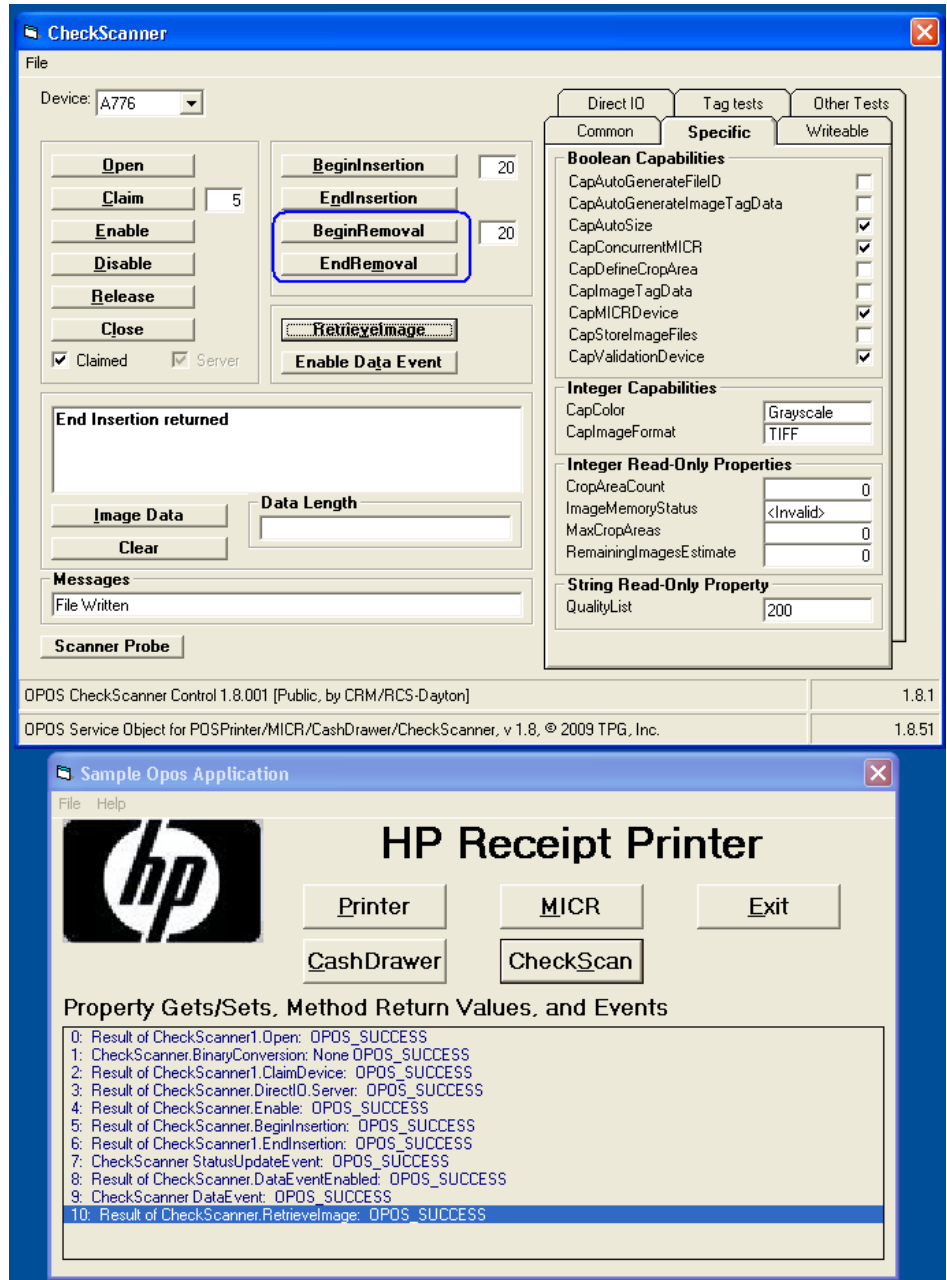 CheckScanner
File
Device: A776
Open
Claim 5
Enable
Disable
Release
Close
Claimed Server
BeginInsertion 20
EndInsertion
BeginRemoval 20
EndRemoval
RetrieveImage
Enable Data Event
End Insertion returned
Image Data
Clear
Data Length
Messages
File Written
Scanner Probe
Direct IO Tag tests Other Tests
Common Specific Writeable
Boolean Capabilities
CapAutoGenerateFileID
CapAutoGenerateImageTagData
CapAutoSize
CapConcurrentMICR
CapDefineCropArea
CapImageTagData
CapMICRDevice
CapStoreImageFiles
CapValidationDevice
Integer Capabilities
CapColor Grayscale
CapImageFormat TIFF
Integer Read-Only Properties
CropAreaCount 0
ImageMemoryStatus <Invalid>
MaxCropAreas 0
RemainingImagesEstimate 0
String Read-Only Property
QualityList 200
OPOS CheckScanner Control 1.8.001 [Public, by CRM/RCS-Dayton] 1.8.1
OPOS Service Object for POSPrinter/MICR/CashDrawer/CheckScanner, v 1.8, © 2009 TPG, Inc. 1.8.51
Sample Opos Application
File Help
hp
HP Receipt Printer
Printer MICR Exit
CashDrawer CheckScan
Property Gets/Sets, Method Return Values, and Events
0: Result of CheckScanner1.Open: OPOS_SUCCESS
1: CheckScanner.BinaryConversion: None OPOS_SUCCESS
2: Result of CheckScanner1.ClaimDevice: OPOS_SUCCESS
3: Result of CheckScanner.DirectIO.Server: OPOS_SUCCESS
4: Result of CheckScanner.Enable: OPOS_SUCCESS
5: Result of CheckScanner.BeginInsertion: OPOS_SUCCESS
6: Result of CheckScanner1.EndInsertion: OPOS_SUCCESS
7: CheckScanner StatusUpdateEvent: OPOS_SUCCESS
8: Result of CheckScanner.DataEventEnabled: OPOS_SUCCESS
9: CheckScanner DataEvent: OPOS_SUCCESS
10: Result of CheckScanner.RetrieveImage: OPOS_SUCCESS